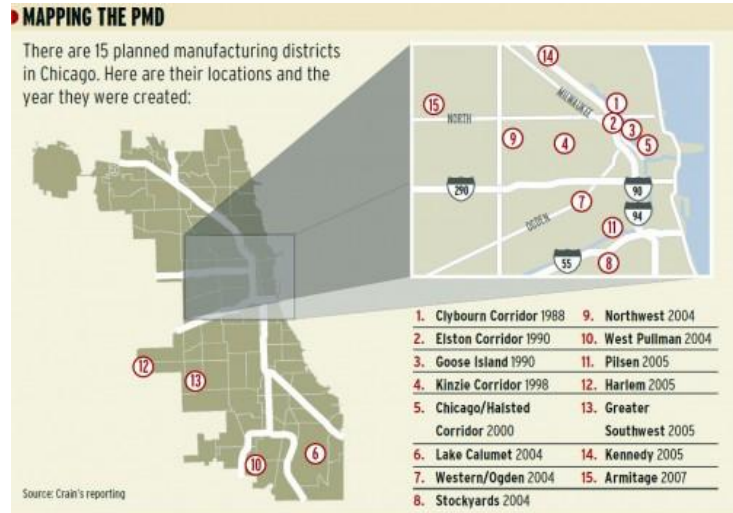 MAPPING THE PMD
There are 15 planned manufacturing districts
in Chicago. Here are their locations and the
year they were created:
14
15
NORTH
MILWAUKEE
1
2
3
9
4
5
290
90
7
94
OGDEN
11
55
8
12
13
10
6
1. Clybourn Corridor 1988
2. Elston Corridor 1990
3. Goose Island 1990
4. Kinzie Corridor 1998
5. Chicago/Halsted
Corridor 2000
6. Lake Calumet 2004
7. Western/Ogden 2004
8. Stockyards 2004
9. Northwest 2004
10. West Pullman 2004
11. Pilsen 2005
12. Harlem 2005
13. Greater
Southwest 2005
14. Kennedy 2005
15. Armitage 2007
Source: Crain's reporting